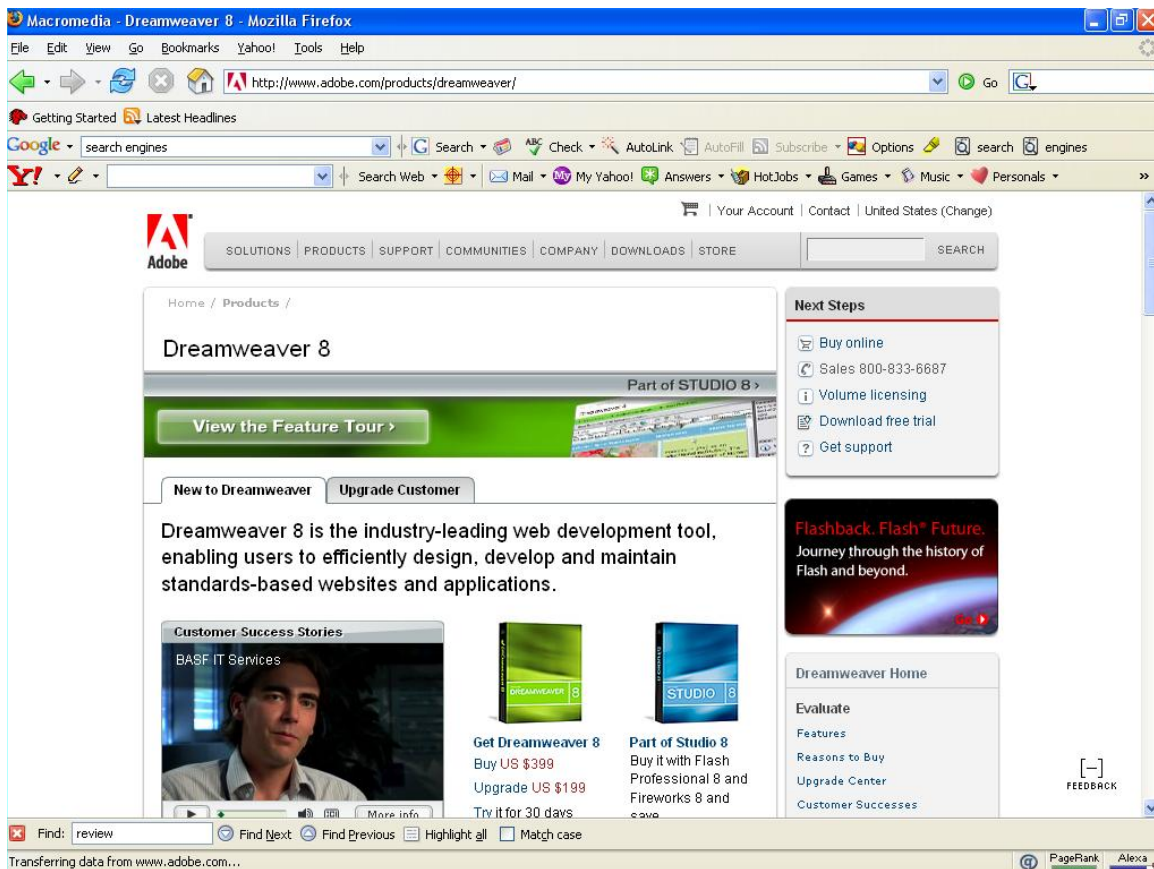 Macromedia - Dreamweaver 8 - Mozilla Firefox
File Edit View Go Bookmarks Yahoo! Tools Help
http://www.adobe.com/products/dreamweaver/ Go G
Getting Started Latest Headlines
Google search engines G Search ABC Check AutoLink AutoFill Subscribe Options search engines
Y! Search Web Mail My My Yahoo! Answers HotJobs Games Music Personals »
Your Account | Contact | United States (Change)
Adobe
SOLUTIONS | PRODUCTS | SUPPORT | COMMUNITIES | COMPANY | DOWNLOADS | STORE SEARCH
Home / Products /
Dreamweaver 8
Part of STUDIO 8 ›
View the Feature Tour ›
New to Dreamweaver Upgrade Customer
Dreamweaver 8 is the industry-leading web development tool,
enabling users to efficiently design, develop and maintain
standards-based websites and applications.
Customer Success Stories
BASF IT Services
More info
DREAMWEAVER 8
Get Dreamweaver 8
Buy US $399
Upgrade US $199
Try it for 30 days
STUDIO 8
Part of Studio 8
Buy it with Flash
Professional 8 and
Fireworks 8 and
save
Next Steps
Buy online
Sales 800-833-6687
Volume licensing
Download free trial
Get support
Flashback. Flash® Future.
Journey through the history of
Flash and beyond.
Go
Dreamweaver Home
Evaluate
Features
Reasons to Buy
Upgrade Center
Customer Successes
[–]
FEEDBACK
Find: review Find Next Find Previous Highlight all Match case
Transferring data from www.adobe.com... PageRank Alexa